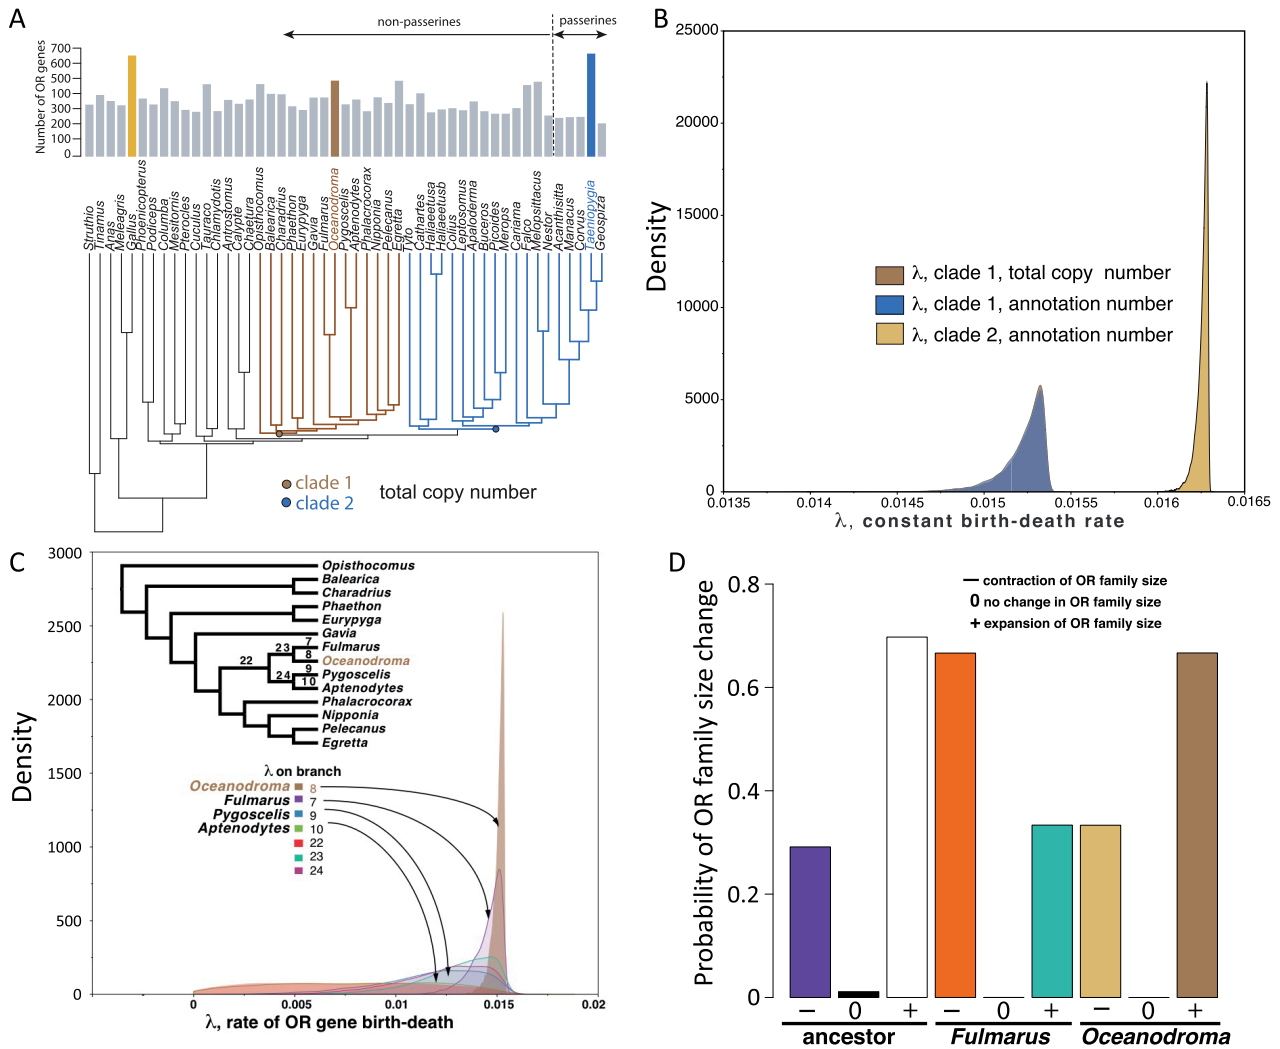 A
non-passerines
passerines
Number of OR genes
700
600
500
400
300
200
100
0
Struthio
Tinamus
Anas
Meleagris
Gallus
Phoenicopterus
Podiceps
Columba
Mesitornis
Pterocles
Cuculus
Tauraco
Chlamydotis
Antrostomus
Calypte
Chaetura
Opisthocomus
Balearica
Charadrius
Phaethon
Eurypyga
Gavia
Fulmarus
Oceanodroma
Pygoscelis
Aptenodytes
Phalacrocorax
Nipponia
Pelecanus
Egretta
Tyto
Cathartes
Haliaeetusa
Haliaeetusb
Colius
Leptosomus
Apaloderma
Buceros
Picoides
Merops
Cariama
Falco
Melopsittacus
Nestor
Acanthisitta
Manacus
Corvus
Taeniopygia
Geospiza
clade 1
clade 2
total copy number
B
Density
25000
20000
15000
10000
5000
0
λ, clade 1, total copy number
λ, clade 1, annotation number
λ, clade 2, annotation number
0.0135 0.014 0.0145 0.015 0.0155 0.016 0.0165
λ, constant birth-death rate
C
Density
3000
2500
2000
1500
1000
500
0
Opisthocomus
Balearica
Charadrius
Phaethon
Eurypyga
Gavia
7
Fulmarus
23
8
22
Oceanodroma
9
Pygoscelis
24
10
Aptenodytes
Phalacrocorax
Nipponia
Pelecanus
Egretta
λ on branch
Oceanodroma 8
Fulmarus 7
Pygoscelis 9
Aptenodytes 10
22
23
24
0 0.005 0.01 0.015 0.02
λ, rate of OR gene birth-death
D
Probability of OR family size change
0.8
0.6
0.4
0.2
0
— contraction of OR family size
0 no change in OR family size
+ expansion of OR family size
− 0 + − 0 + − 0 +
ancestor Fulmarus Oceanodroma